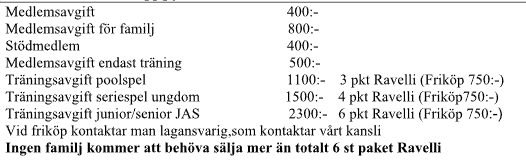 Medlemsavgift 400:-
Medlemsavgift för familj 800:-
Stödmedlem 400:-
Medlemsavgift endast träning 500:-
Träningsavgift poolspel 1100:- 3 pkt Ravelli (Friköp 750:-)
Träningsavgift seriespel ungdom 1500:- 4 pkt Ravelli (Friköp750:-)
Träningsavgift junior/senior JAS 2300:- 6 pkt Ravelli (Friköp 750:-)
Vid friköp kontaktar man lagansvarig,som kontaktar vårt kansli
Ingen familj kommer att behöva sälja mer än totalt 6 st paket Ravelli